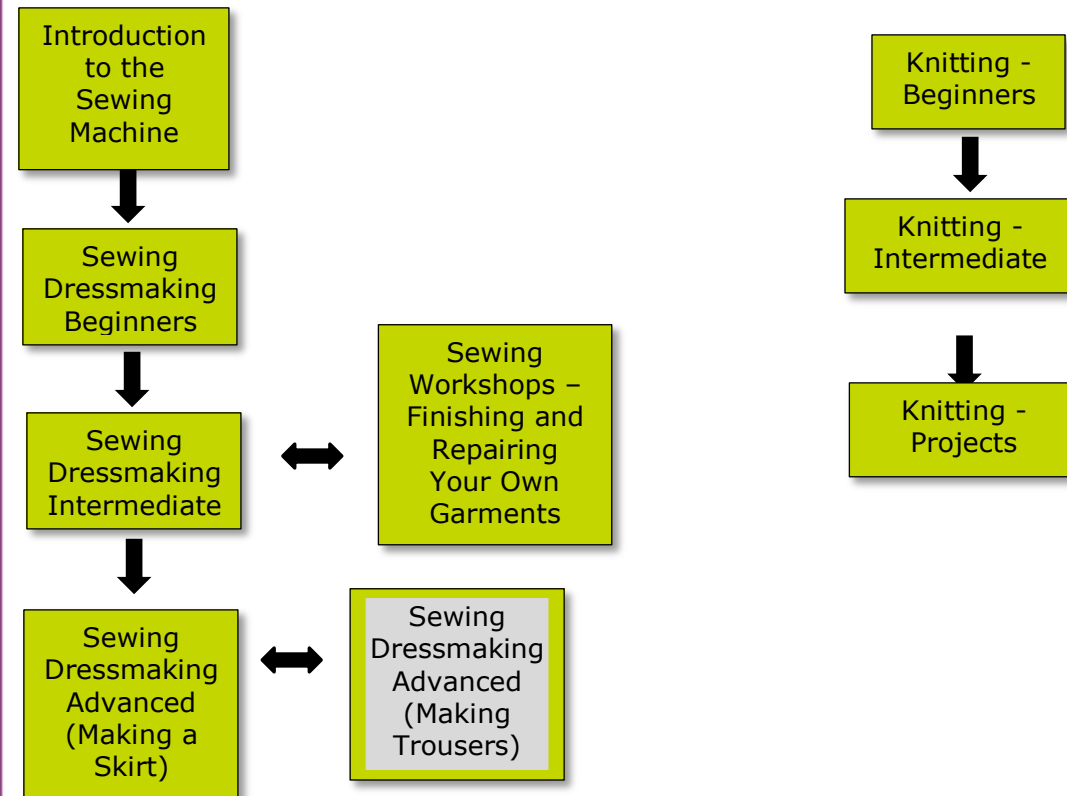 Introduction
to the
Sewing
Machine
Sewing
Dressmaking
Beginners
Sewing
Dressmaking
Intermediate
Sewing
Workshops –
Finishing and
Repairing
Your Own
Garments
Sewing
Dressmaking
Advanced
(Making a
Skirt)
Sewing
Dressmaking
Advanced
(Making
Trousers)
Knitting -
Beginners
Knitting -
Intermediate
Knitting -
Projects